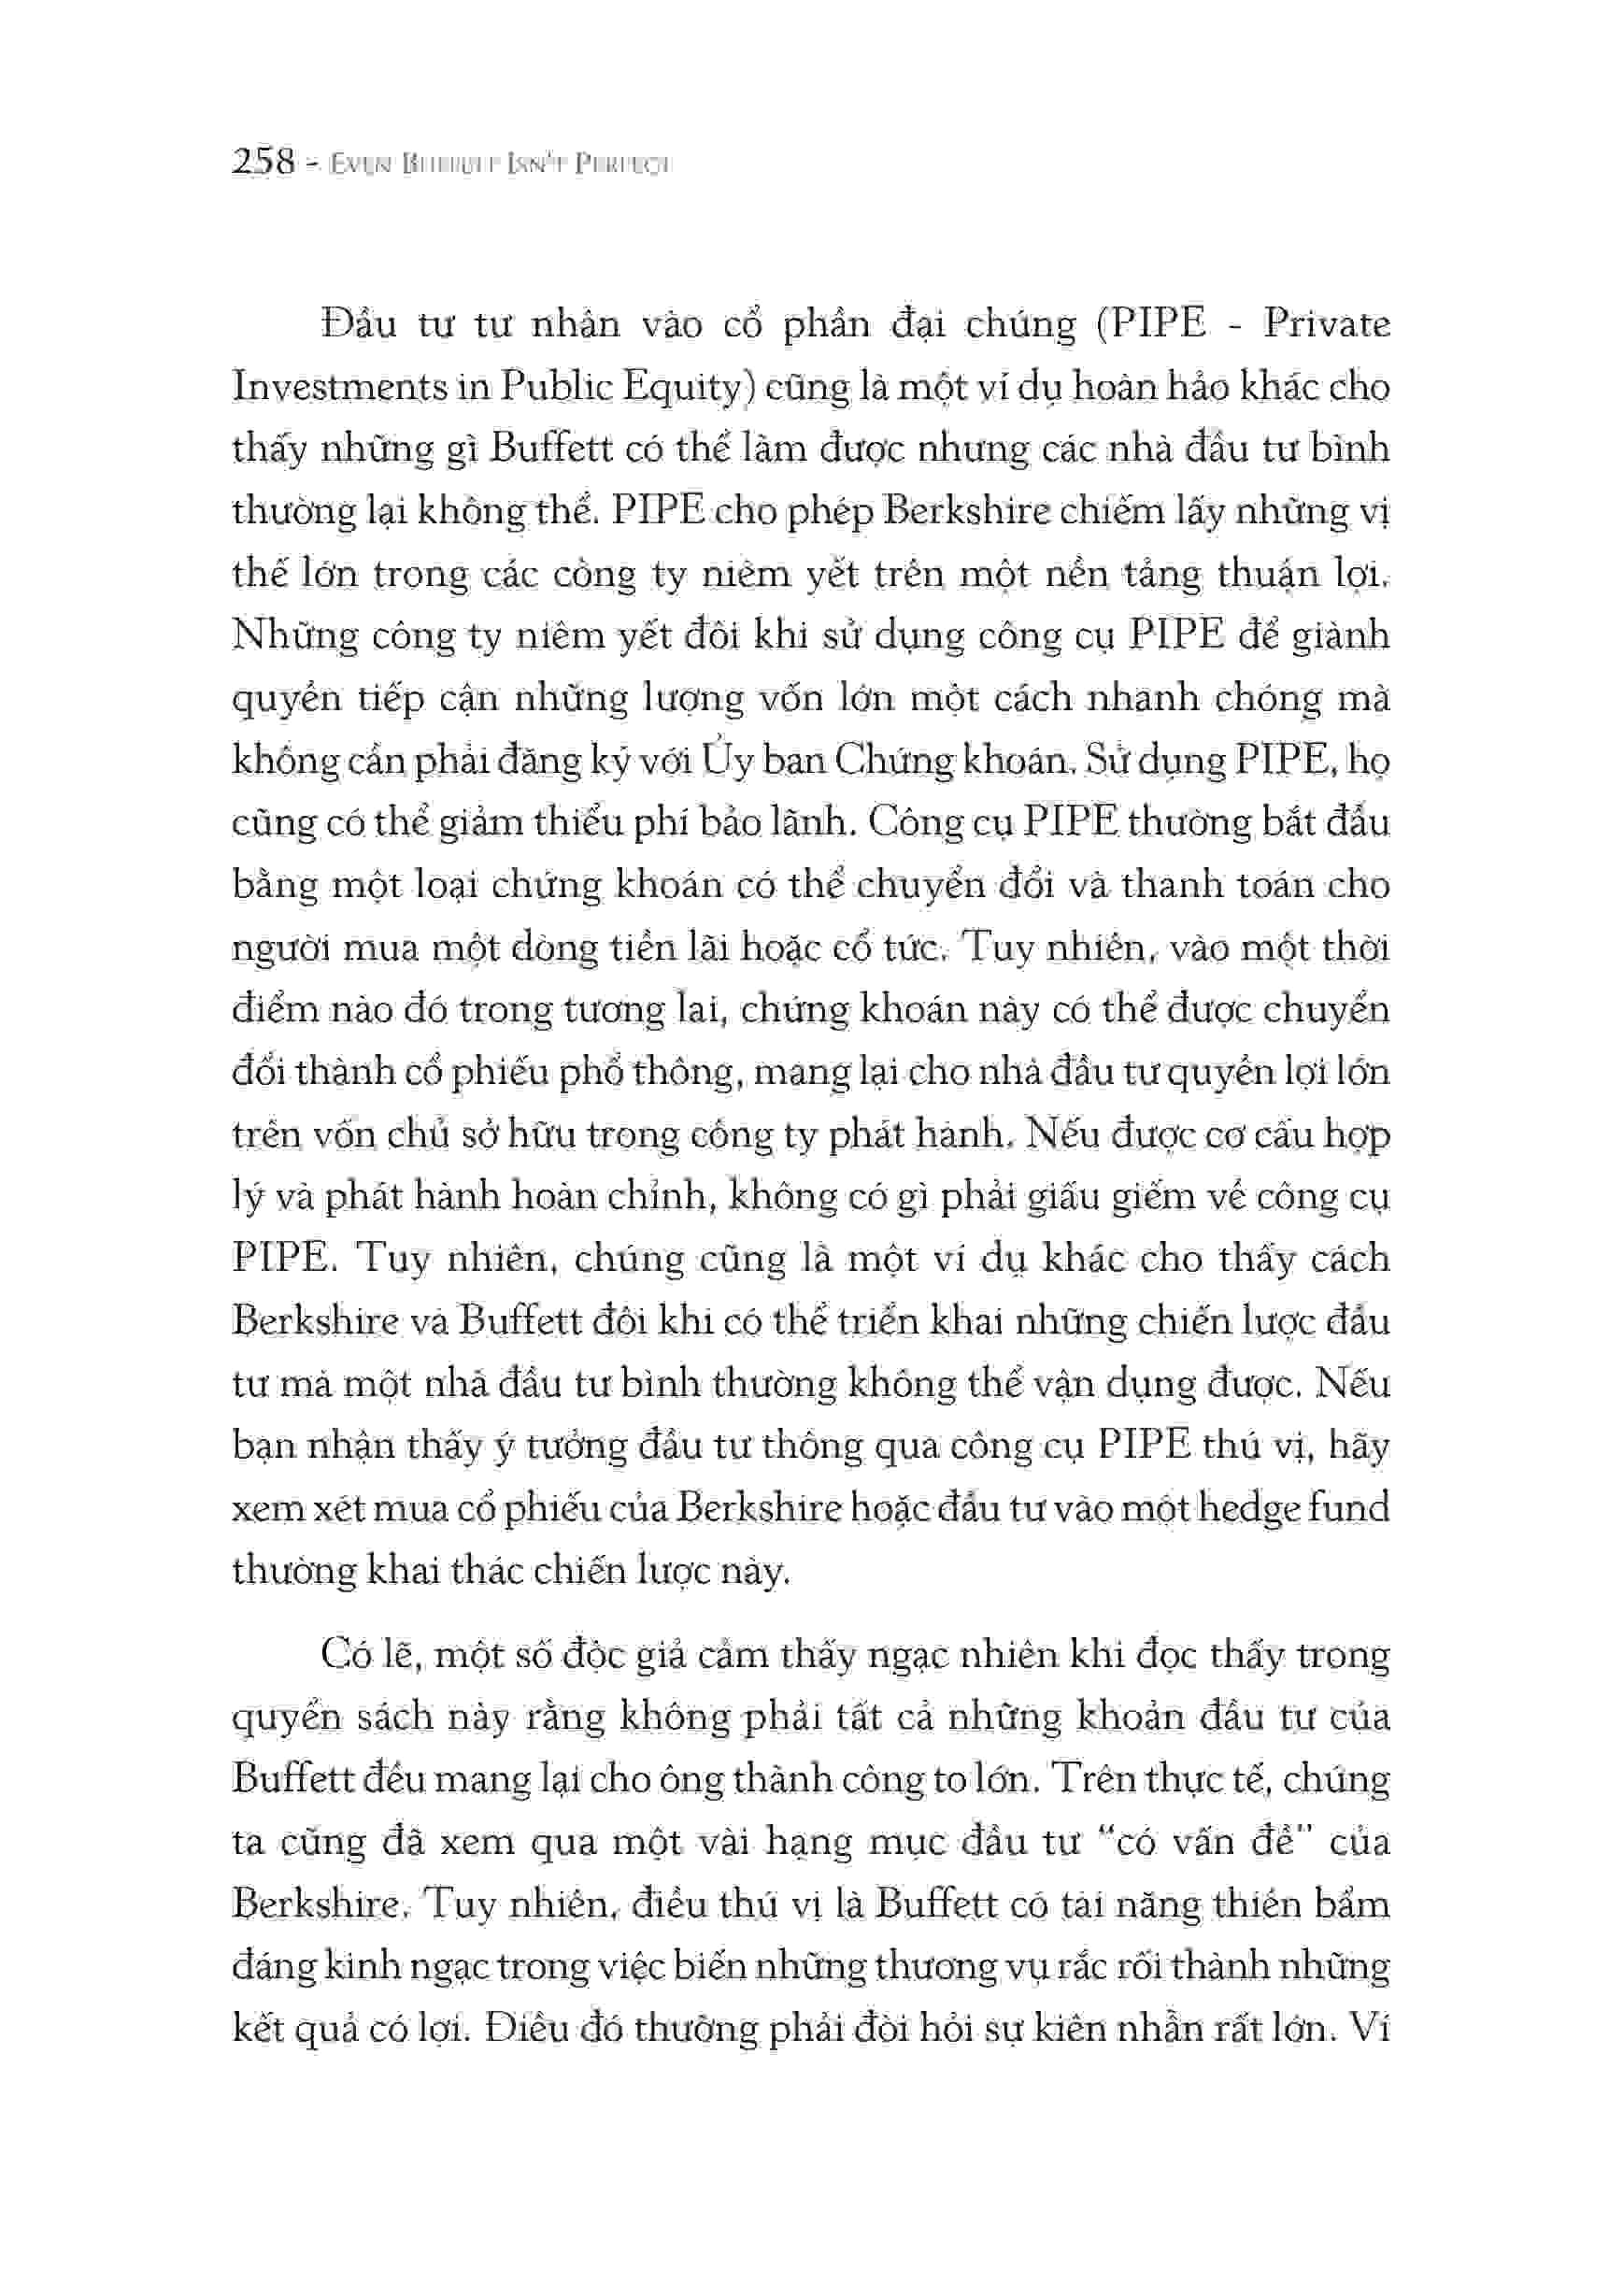 258 - EVEN BUFFETT ISN'T PERFECT
Đầu tư tư nhân vào cổ phần đại chúng (PIPE - Private
Investments in Public Equity) cũng là một ví dụ hoàn hảo khác cho
thấy những gì Buffett có thể làm được nhưng các nhà đầu tư bình
thường lại không thể. PIPE cho phép Berkshire chiếm lấy những vị
thế lớn trong các công ty niêm yết trên một nền tảng thuận lợi.
Những công ty niêm yết đôi khi sử dụng công cụ PIPE để giành
quyền tiếp cận những lượng vốn lớn một cách nhanh chóng mà
không cần phải đăng ký với Ủy ban Chứng khoán. Sử dụng PIPE, họ
cũng có thể giảm thiểu phí bảo lãnh. Công cụ PIPE thường bắt đầu
bằng một loại chứng khoán có thể chuyển đổi và thanh toán cho
người mua một dòng tiền lãi hoặc cổ tức. Tuy nhiên, vào một thời
điểm nào đó trong tương lai, chứng khoán này có thể được chuyển
đổi thành cổ phiếu phổ thông, mang lại cho nhà đầu tư quyền lợi lớn
trên vốn chủ sở hữu trong công ty phát hành. Nếu được cơ cấu hợp
lý và phát hành hoàn chỉnh, không có gì phải giấu giếm về công cụ
PIPE. Tuy nhiên, chúng cũng là một ví dụ khác cho thấy cách
Berkshire và Buffett đôi khi có thể triển khai những chiến lược đầu
tư mà một nhà đầu tư bình thường không thể vận dụng được. Nếu
bạn nhận thấy ý tưởng đầu tư thông qua công cụ PIPE thú vị, hãy
xem xét mua cổ phiếu của Berkshire hoặc đầu tư vào một hedge fund
thường khai thác chiến lược này.
Có lẽ, một số độc giả cảm thấy ngạc nhiên khi đọc thấy trong
quyển sách này rằng không phải tất cả những khoản đầu tư của
Buffett đều mang lại cho ông thành công to lớn. Trên thực tế, chúng
ta cũng đã xem qua một vài hạng mục đầu tư “có vấn đề” của
Berkshire. Tuy nhiên, điều thú vị là Buffett có tài năng thiên bẩm
đáng kinh ngạc trong việc biến những thương vụ rắc rối thành những
kết quả có lợi. Điều đó thường phải đòi hỏi sự kiên nhẫn rất lớn. Ví